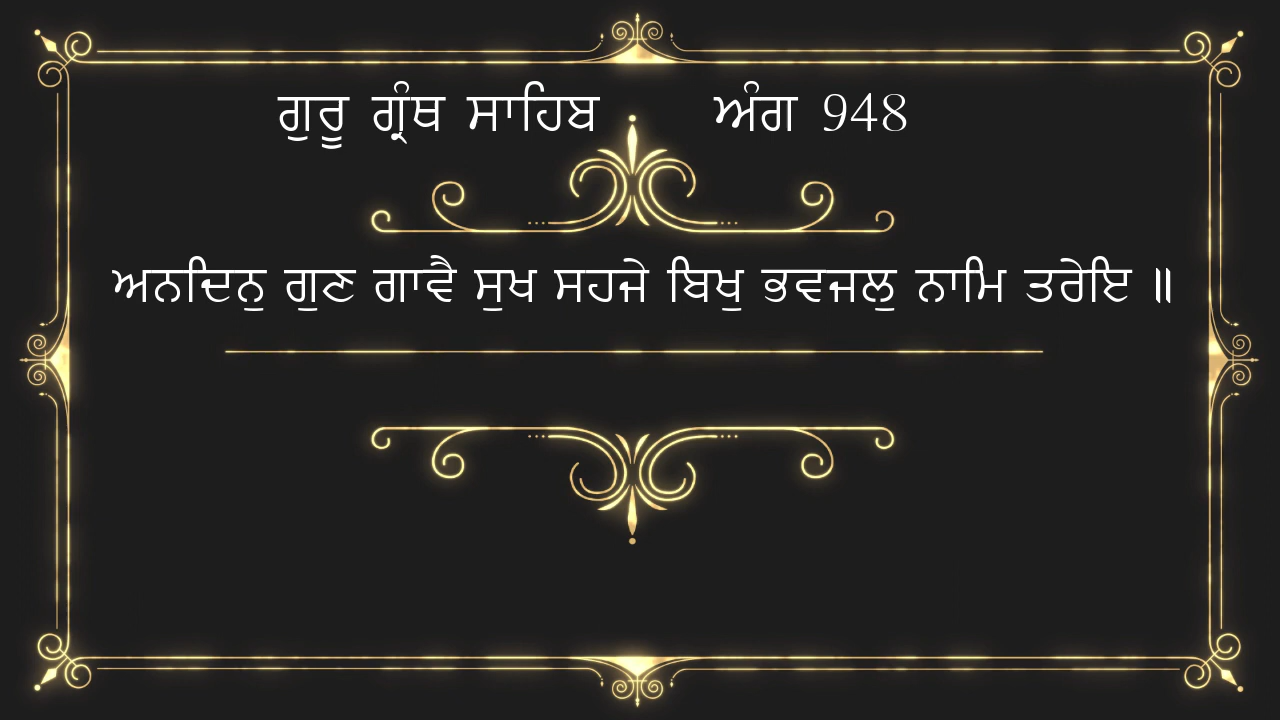 ਗੁਰੂ ਗ੍ਰੰਥ ਸਾਹਿਬ ਅੰਗ 948
ਅਨਦਿਨੁ ਗੁਣ ਗਾਵੈ ਸੁਖ ਸਹਜੇ ਬਿਖੁ ਭਵਜਲੁ ਨਾਮਿ ਤਰੇਇ ॥